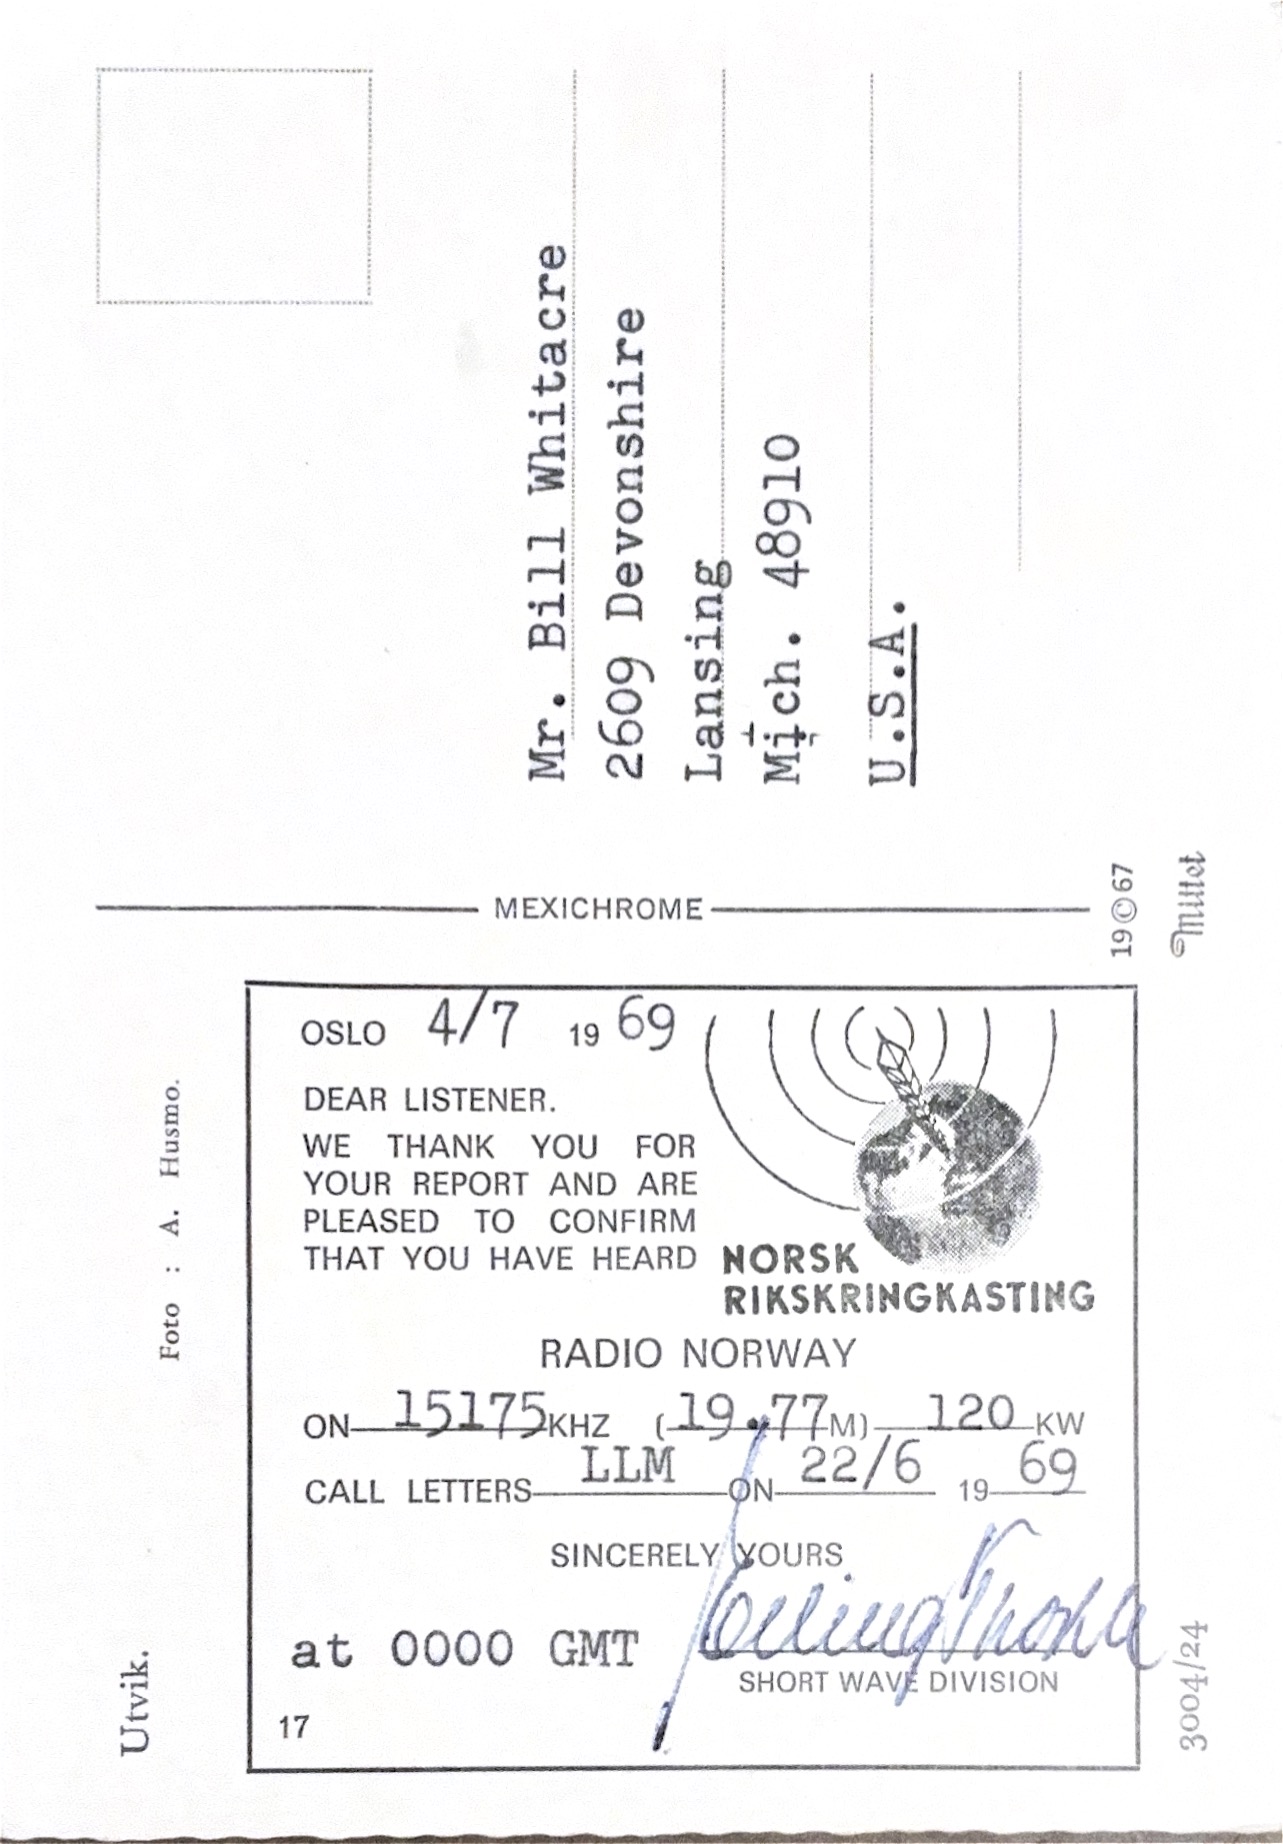 Mr. Bill Whitacre
2609 Devonshire
Lansing
Mich. 48910
U.S.A.
MEXICHROME
19©67
Mittet
Utvik.
Foto : A. Husmo.
OSLO 4/7 19 69
DEAR LISTENER.
WE THANK YOU FOR
YOUR REPORT AND ARE
PLEASED TO CONFIRM
THAT YOU HAVE HEARD
NORSK
RIKSKRINGKASTING
RADIO NORWAY
ON 15175 KHZ (19.77M) 120 KW
CALL LETTERS LLM ON 22/6 19 69
SINCERELY YOURS
at 0000 GMT
SHORT WAVE DIVISION
17
3004/24